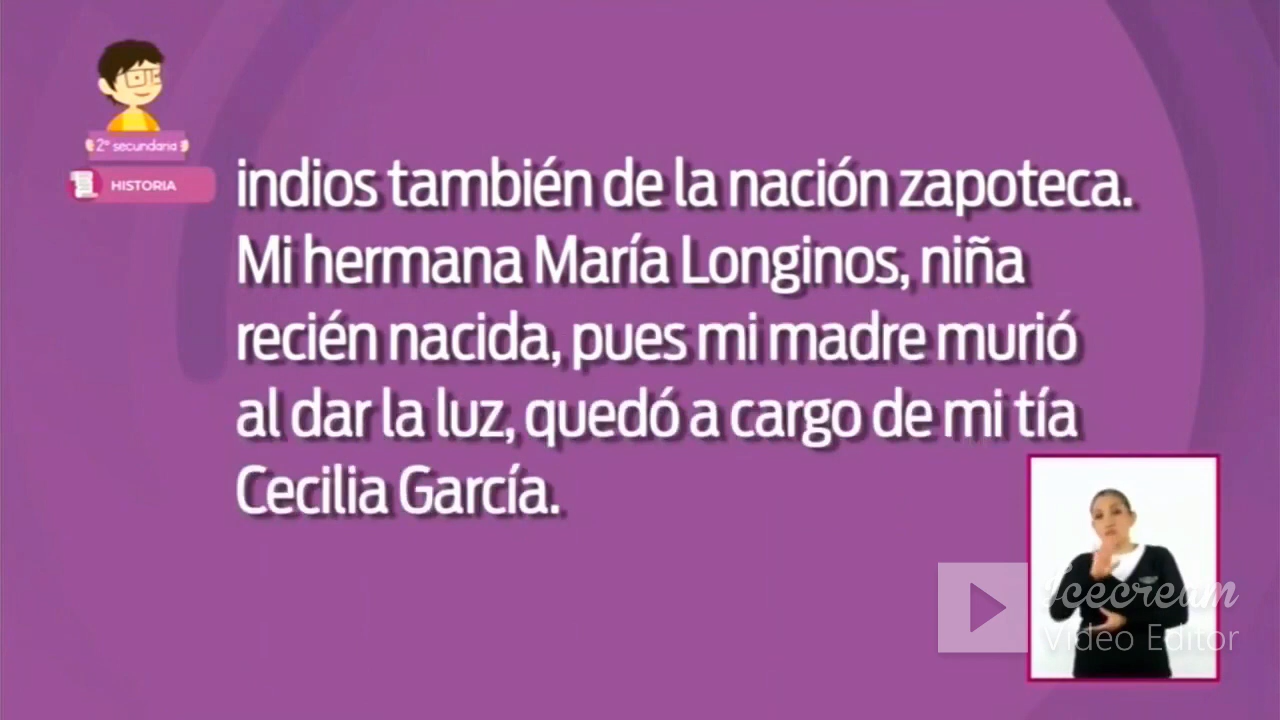 2° secundaria
HISTORIA
indios también de la nación zapoteca.
Mi hermana María Longinos, niña
recién nacida, pues mi madre murió
al dar la luz, quedó a cargo de mi tía
Cecilia García.
Icecream
Video Editor